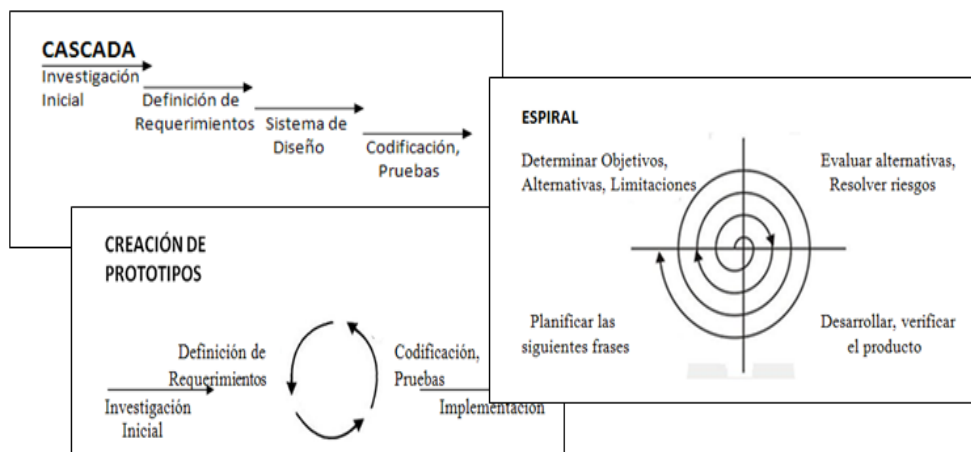 CASCADA
Investigación
Inicial
Definición de
Requerimientos
Sistema de
Diseño
Codificación,
Pruebas
CREACIÓN DE
PROTOTIPOS
Definición de
Requerimientos
Codificación,
Pruebas
Investigación
Inicial
Implementación
ESPIRAL
Determinar Objetivos,
Alternativas, Limitaciones
Evaluar alternativas,
Resolver riesgos
Planificar las
siguientes frases
Desarrollar, verificar
el producto